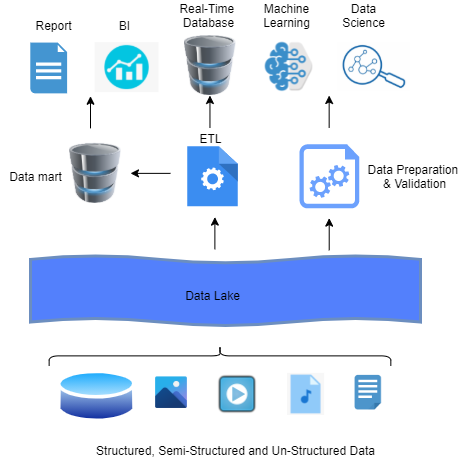 Report
BI
Real-Time
Database
Machine
Learning
Data
Science
ETL
Data mart
Data Preparation
& Validation
Data Lake
Structured, Semi-Structured and Un-Structured Data